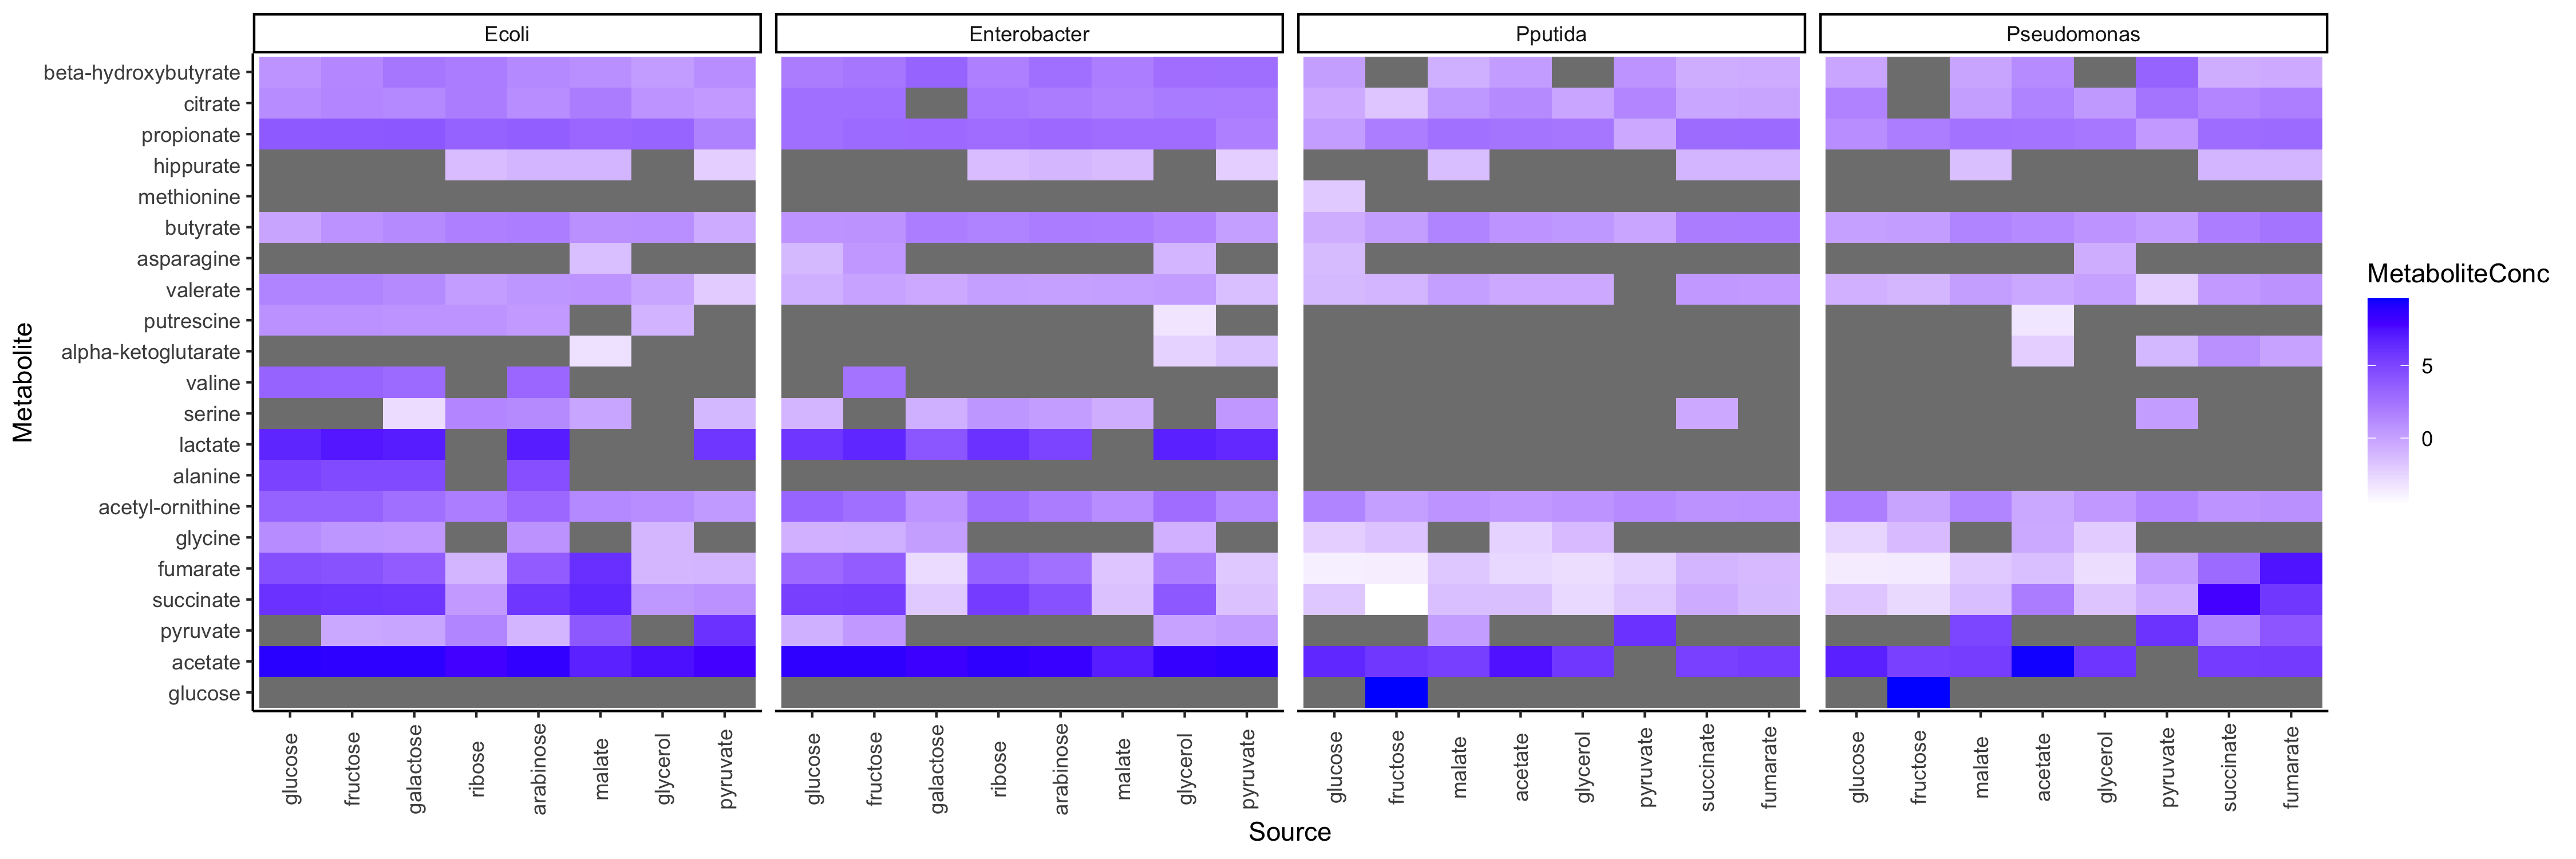 Ecoli
Enterobacter
Pputida
Pseudomonas
Metabolite
beta-hydroxybutyrate
citrate
propionate
hippurate
methionine
butyrate
asparagine
valerate
putrescine
alpha-ketoglutarate
valine
serine
lactate
alanine
acetyl-ornithine
glycine
fumarate
succinate
pyruvate
acetate
glucose
MetaboliteConc
5
0
glucose
fructose
galactose
ribose
arabinose
malate
glycerol
pyruvate
glucose
fructose
galactose
ribose
arabinose
malate
glycerol
pyruvate
glucose
fructose
malate
acetate
glycerol
pyruvate
succinate
fumarate
glucose
fructose
malate
acetate
glycerol
pyruvate
succinate
fumarate
Source